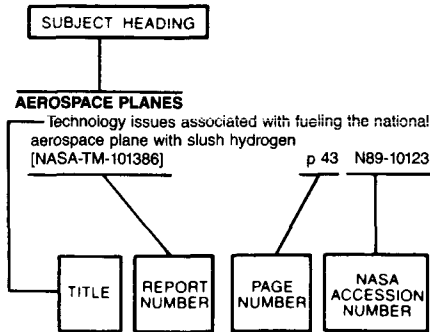 SUBJECT HEADING
AEROSPACE PLANES
Technology issues associated with fueling the national
aerospace plane with slush hydrogen
[NASA-TM-101386] p 43 N89-10123
TITLE
REPORT
NUMBER
PAGE
NUMBER
NASA
ACCESSION
NUMBER